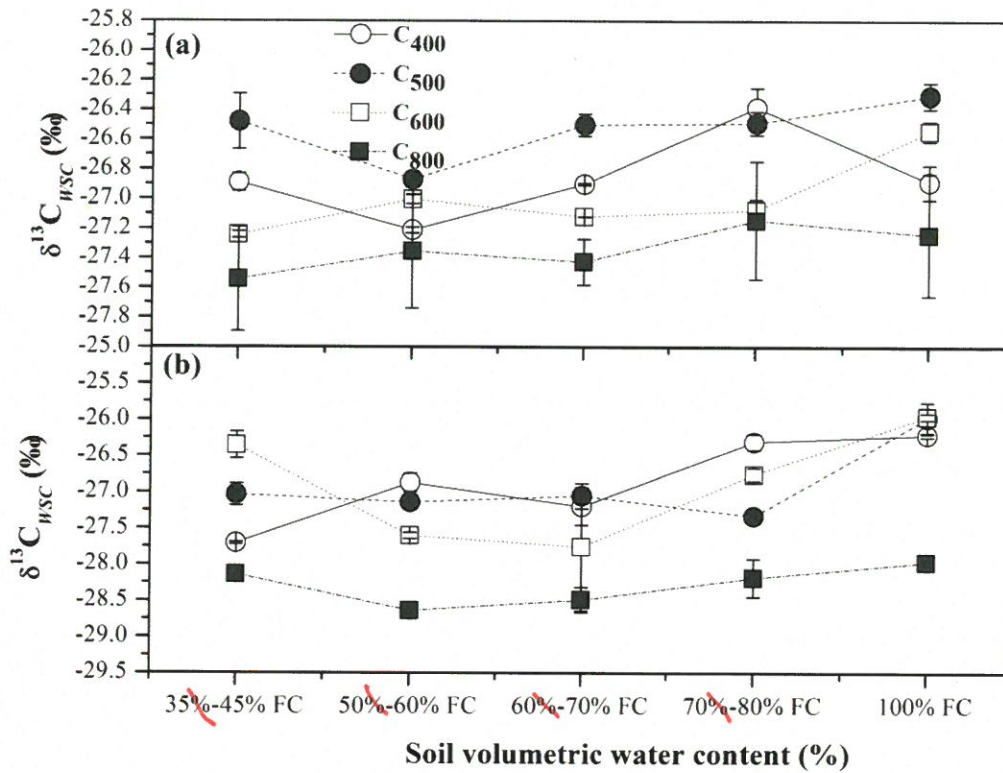 (a)
C400
C500
C600
C800
δ13CWSC (‰)
-25.8
-26.0
-26.2
-26.4
-26.6
-26.8
-27.0
-27.2
-27.4
-27.6
-27.8
-25.0
(b)
δ13CWSC (‰)
-25.5
-26.0
-26.5
-27.0
-27.5
-28.0
-28.5
-29.0
-29.5
35%-45% FC 50%-60% FC 60%-70% FC 70%-80% FC 100% FC
Soil volumetric water content (%)